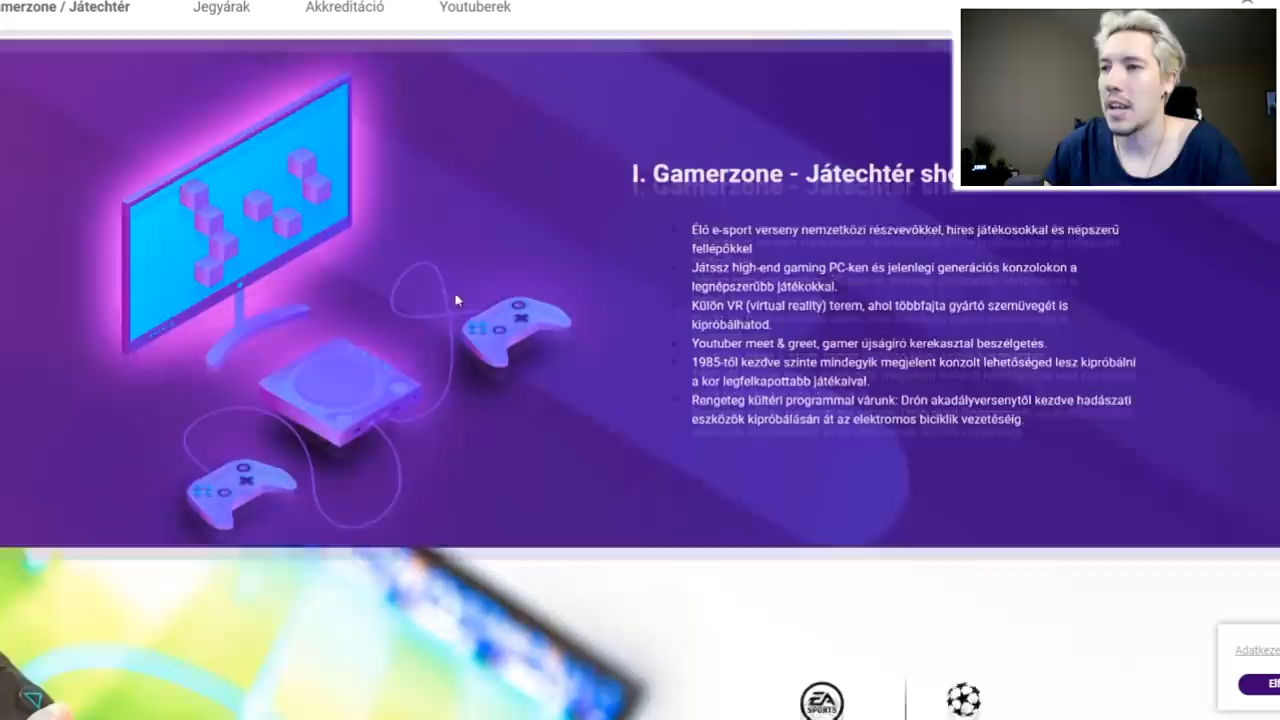 merzone / Játechtér
Jegyárak
Akkreditáció
Youtuberek
I. Gamerzone - Játechtér
Élő e-sport verseny nemzetközi részvevőkkel, híres játékosokkal és népszerű
fellépőkkel
Játssz high-end gaming PC-ken és jelenlegi generációs konzolokon a
legnépszerűbb játékokkal.
Külön VR (virtual reality) terem, ahol többfajta gyártó szemüvegét is
kipróbálhatod.
Youtuber meet & greet, gamer újságíró kerekasztal beszélgetés.
1985-től kezdve szinte mindegyik megjelent konzolt lehetőséged lesz kipróbálni
a kor legfelkapottabb játékaival.
Rengeteg kültéri programmal várunk: Drón akadályversenytől kezdve hadászati
eszközök kipróbálásán át az elektromos biciklik vezetéséig.
EA
SPORTS
Adatkeze